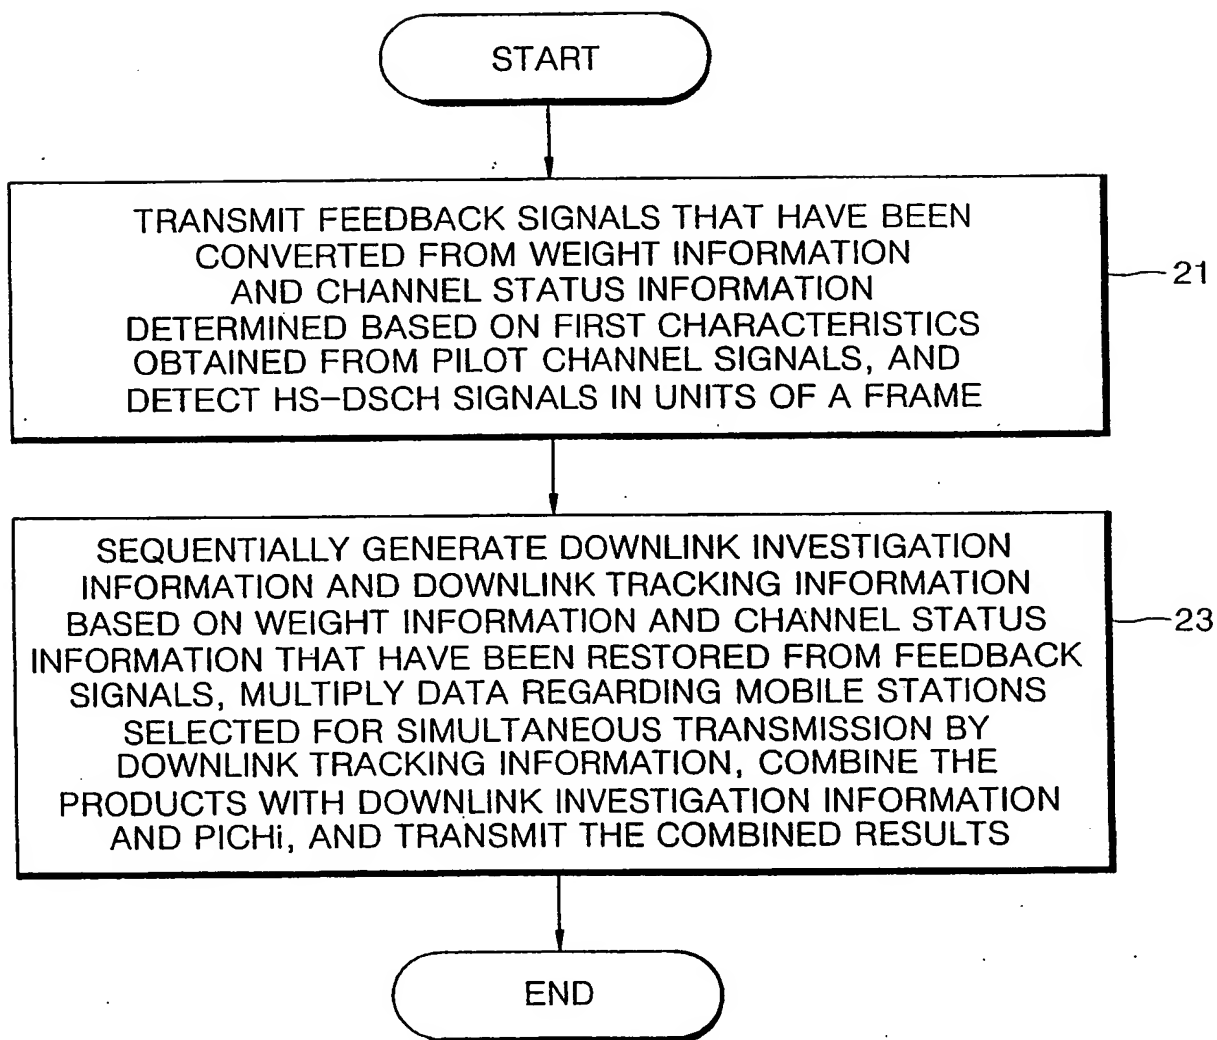 START
TRANSMIT FEEDBACK SIGNALS THAT HAVE BEEN
CONVERTED FROM WEIGHT INFORMATION
AND CHANNEL STATUS INFORMATION
DETERMINED BASED ON FIRST CHARACTERISTICS
OBTAINED FROM PILOT CHANNEL SIGNALS, AND
DETECT HS-DSCH SIGNALS IN UNITS OF A FRAME
21
SEQUENTIALLY GENERATE DOWNLINK INVESTIGATION
INFORMATION AND DOWNLINK TRACKING INFORMATION
BASED ON WEIGHT INFORMATION AND CHANNEL STATUS
INFORMATION THAT HAVE BEEN RESTORED FROM FEEDBACK
SIGNALS, MULTIPLY DATA REGARDING MOBILE STATIONS
SELECTED FOR SIMULTANEOUS TRANSMISSION BY
DOWNLINK TRACKING INFORMATION, COMBINE THE
PRODUCTS WITH DOWNLINK INVESTIGATION INFORMATION
AND PICHi, AND TRANSMIT THE COMBINED RESULTS
23
END